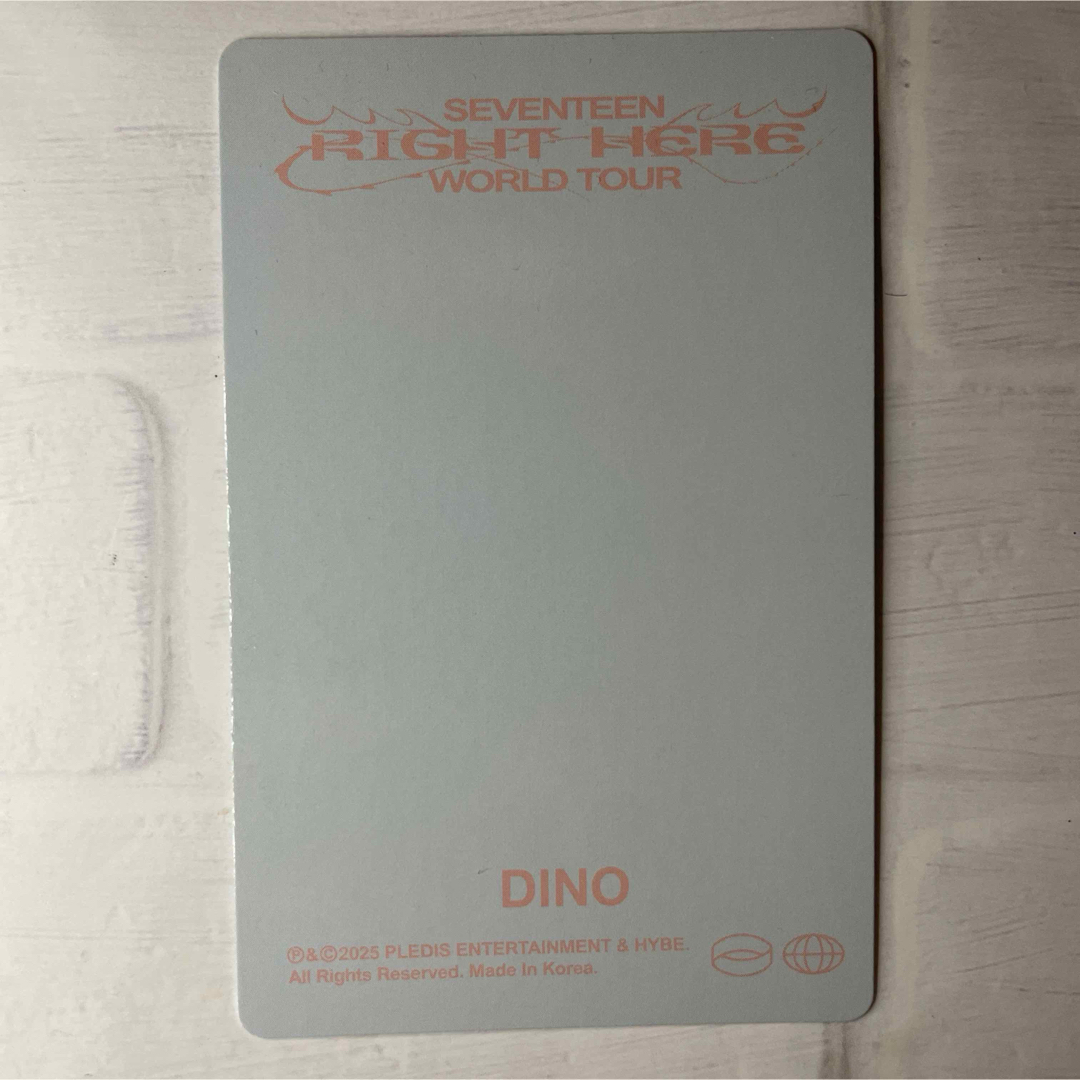 SEVENTEEN
RIGHT HERE
WORLD TOUR
DINO
℗&©2025 PLEDIS ENTERTAINMENT & HYBE.
All Rights Reserved. Made In Korea.